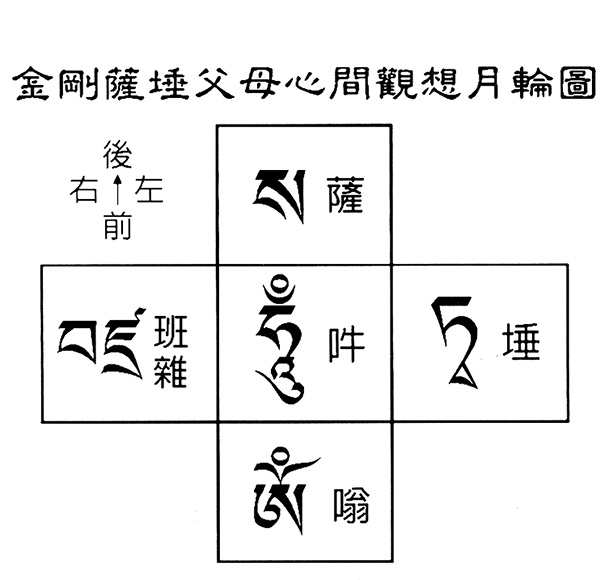 金剛薩埵父母心間觀想月輪圖
後
右↑左
前
ས 薩
བཛྲ 班
雜
ཧཱུྃ 吽
ཏྭ 埵
ཨོཾ 嗡